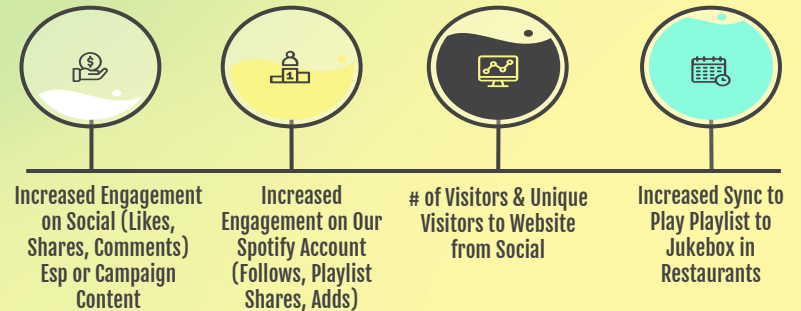 $
1
Increased Engagement
on Social (Likes,
Shares, Comments)
Esp or Campaign
Content
Increased
Engagement on Our
Spotify Account
(Follows, Playlist
Shares, Adds)
# of Visitors & Unique
Visitors to Website
from Social
Increased Sync to
Play Playlist to
Jukebox in
Restaurants